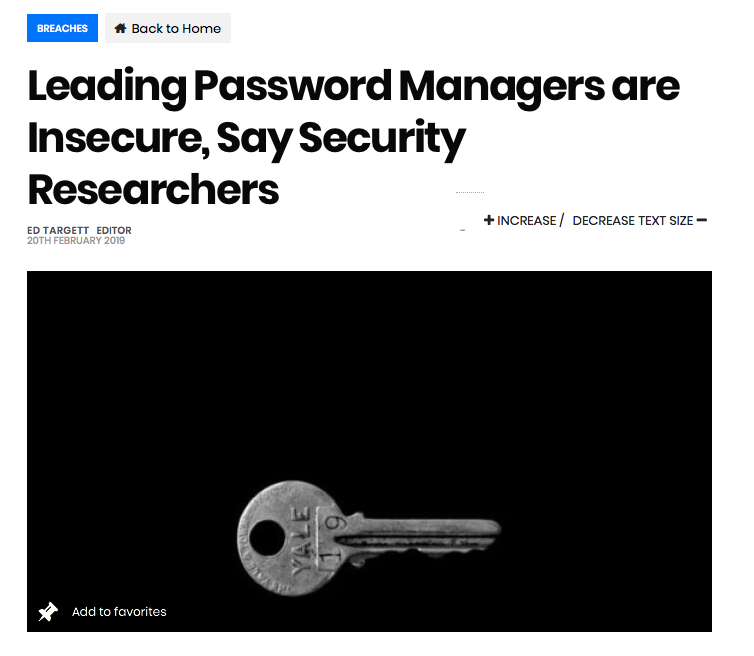 BREACHES
Back to Home
Leading Password Managers are
Insecure, Say Security
Researchers
ED TARGETT EDITOR
20TH FEBRUARY 2019
INCREASE / DECREASE TEXT SIZE
YALE
19
Add to favorites